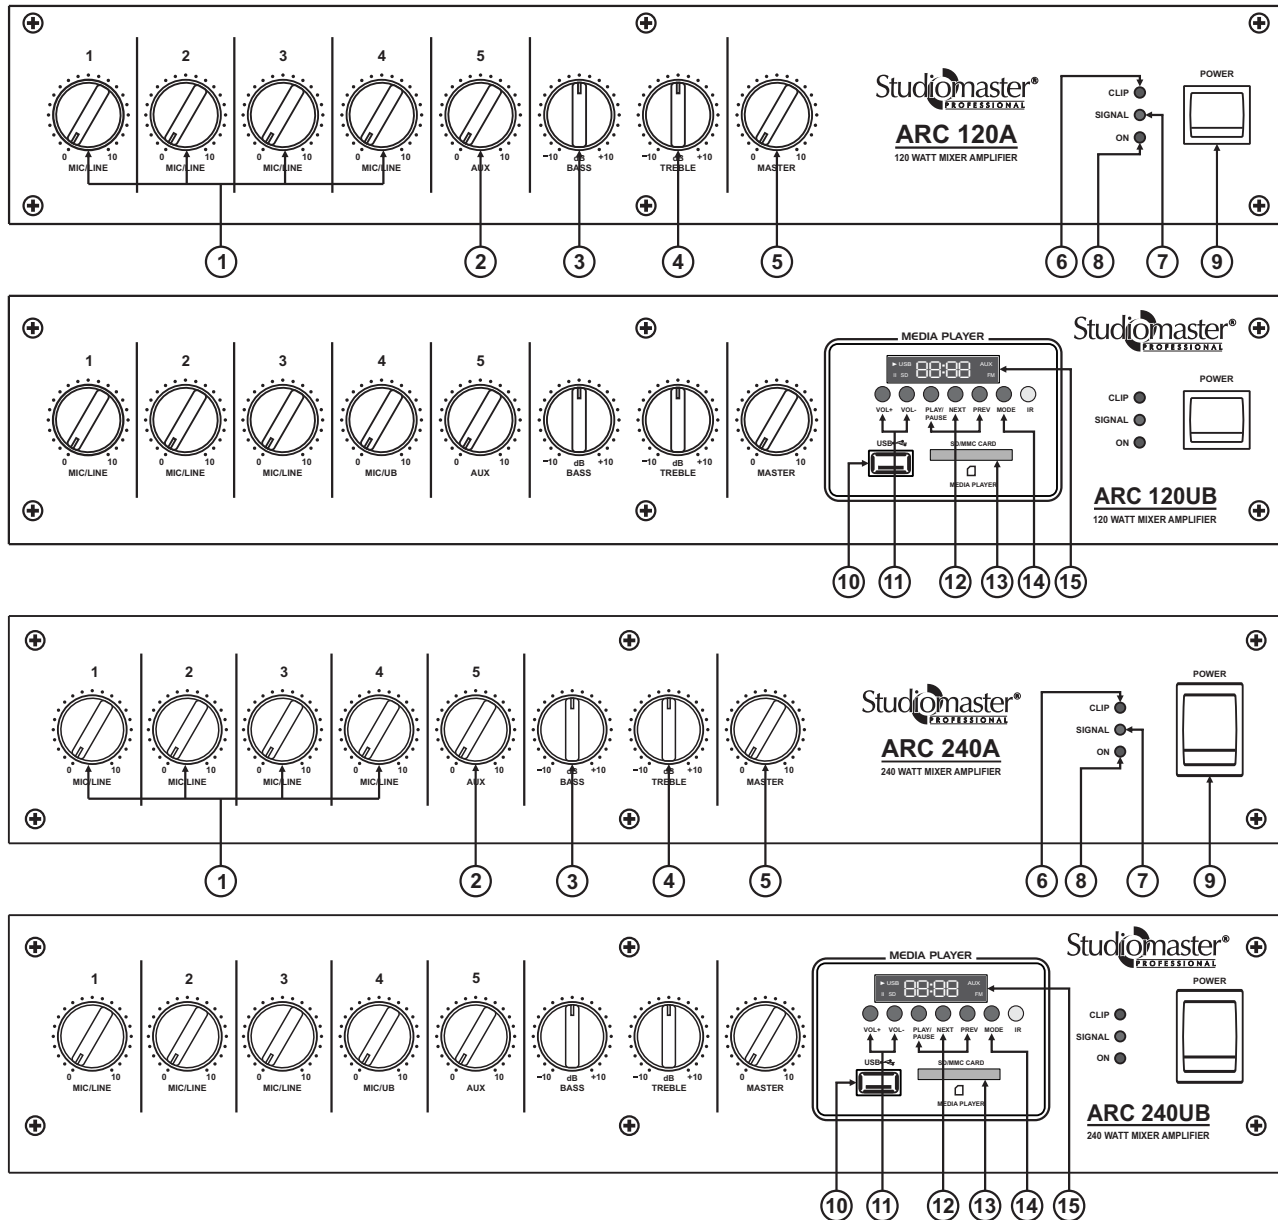 1 2 3 4 5
0 10 0 10 0 10 0 10 0 10 –10 dB +10 –10 dB +10 0 10
MIC/LINE MIC/LINE MIC/LINE MIC/LINE AUX BASS TREBLE MASTER
Studiomaster®
PROFESSIONAL
ARC 120A
120 WATT MIXER AMPLIFIER
CLIP
SIGNAL
ON
POWER
1 2 3 4 5 6 8 7 9
1 2 3 4 5
0 10 0 10 0 10 0 10 0 10 –10 dB +10 –10 dB +10 0 10
MIC/LINE MIC/LINE MIC/LINE MIC/UB AUX BASS TREBLE MASTER
MEDIA PLAYER
►USB 88:88 AUX
II SD FM
VOL+ VOL- PLAY/ NEXT PREV MODE IR
PAUSE
USB SD/MMC CARD
MEDIA PLAYER
Studiomaster®
PROFESSIONAL
POWER
CLIP
SIGNAL
ON
ARC 120UB
120 WATT MIXER AMPLIFIER
10 11 12 13 14 15
1 2 3 4 5
0 10 0 10 0 10 0 10 0 10 –10 dB +10 –10 dB +10 0 10
MIC/LINE MIC/LINE MIC/LINE MIC/LINE AUX BASS TREBLE MASTER
Studiomaster®
PROFESSIONAL
ARC 240A
240 WATT MIXER AMPLIFIER
CLIP
SIGNAL
ON
POWER
1 2 3 4 5 6 8 7 9
1 2 3 4 5
0 10 0 10 0 10 0 10 0 10 –10 dB +10 –10 dB +10 0 10
MIC/LINE MIC/LINE MIC/LINE MIC/UB AUX BASS TREBLE MASTER
MEDIA PLAYER
►USB 88:88 AUX
II SD FM
VOL+ VOL- PLAY/ NEXT PREV MODE IR
PAUSE
USB SD/MMC CARD
MEDIA PLAYER
Studiomaster®
PROFESSIONAL
POWER
CLIP
SIGNAL
ON
ARC 240UB
240 WATT MIXER AMPLIFIER
10 11 12 13 14 15